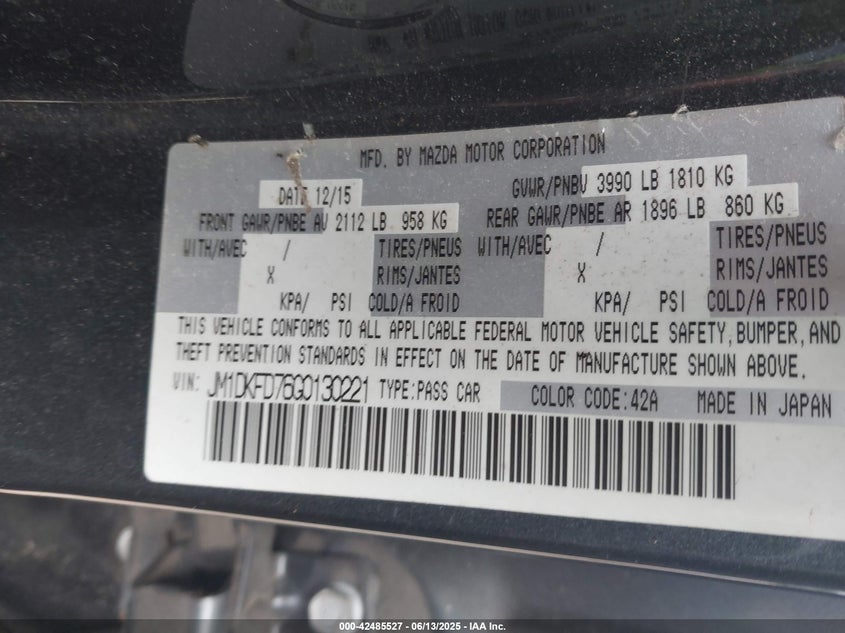 MFD. BY MAZDA MOTOR CORPORATION
DATE 12/15 GVWR/PNBV 3990 LB 1810 KG
FRONT GAWR/PNBE AV 2112 LB 958 KG REAR GAWR/PNBE AR 1896 LB 860 KG
WITH/AVEC / TIRES/PNEUS WITH/AVEC / TIRES/PNEUS
X RIMS/JANTES X RIMS/JANTES
KPA/ PSI COLD/A FROID KPA/ PSI COLD/A FROID
THIS VEHICLE CONFORMS TO ALL APPLICABLE FEDERAL MOTOR VEHICLE SAFETY, BUMPER, AND
THEFT PREVENTION STANDARDS IN EFFECT ON THE DATE OF MANUFACTURE SHOWN ABOVE.
VIN: JM1DKFD76G0130221 TYPE:PASS CAR COLOR CODE:42A MADE IN JAPAN
000-42485527 - 06/13/2025 - IAA Inc.